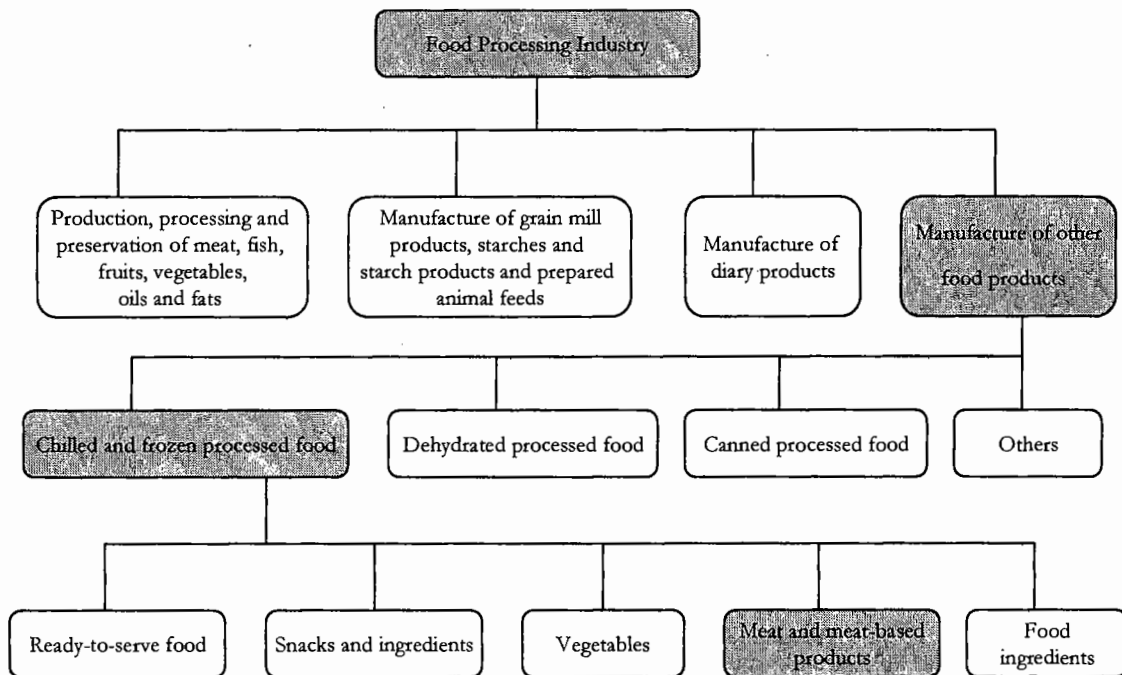 Food Processing Industry
Production, processing and
preservation of meat, fish,
fruits, vegetables,
oils and fats
Manufacture of grain mill
products, starches and
starch products and prepared
animal feeds
Manufacture of
diary products
Manufacture of other
food products
Chilled and frozen processed food
Dehydrated processed food
Canned processed food
Others
Ready-to-serve food
Snacks and ingredients
Vegetables
Meat and meat-based
products
Food
ingredients